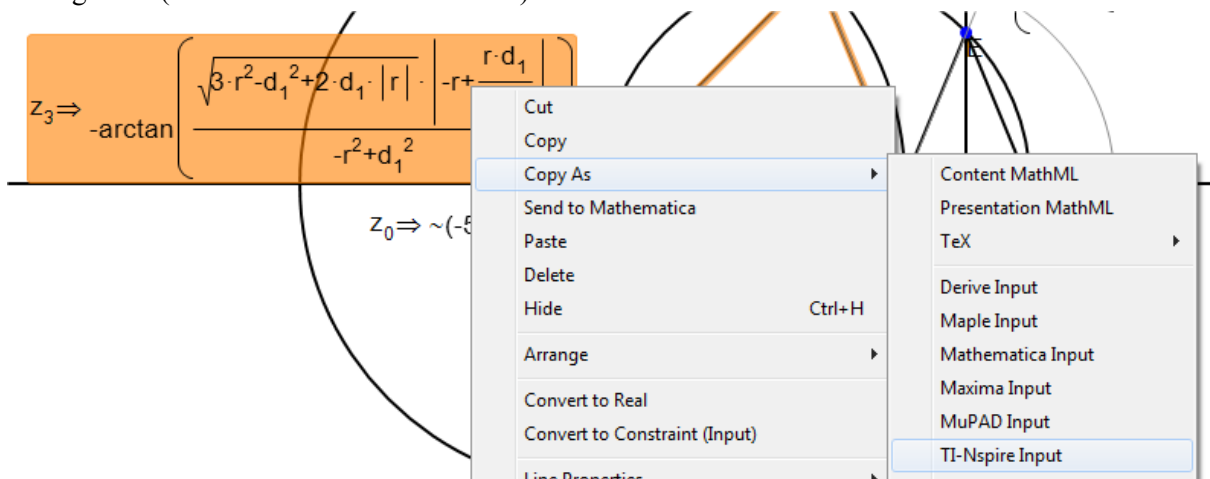 z₃⇒ -arctan( √(3·r²-d₁²+2·d₁·|r|)·|-r+ r·d₁ | / -r²+d₁² )
E
z₀⇒ ~(-5
Cut
Copy
Copy As
Send to Mathematica
Paste
Delete
Hide Ctrl+H
Arrange
Convert to Real
Convert to Constraint (Input)
Content MathML
Presentation MathML
TeX
Derive Input
Maple Input
Mathematica Input
Maxima Input
MuPAD Input
TI-Nspire Input
Line Properties